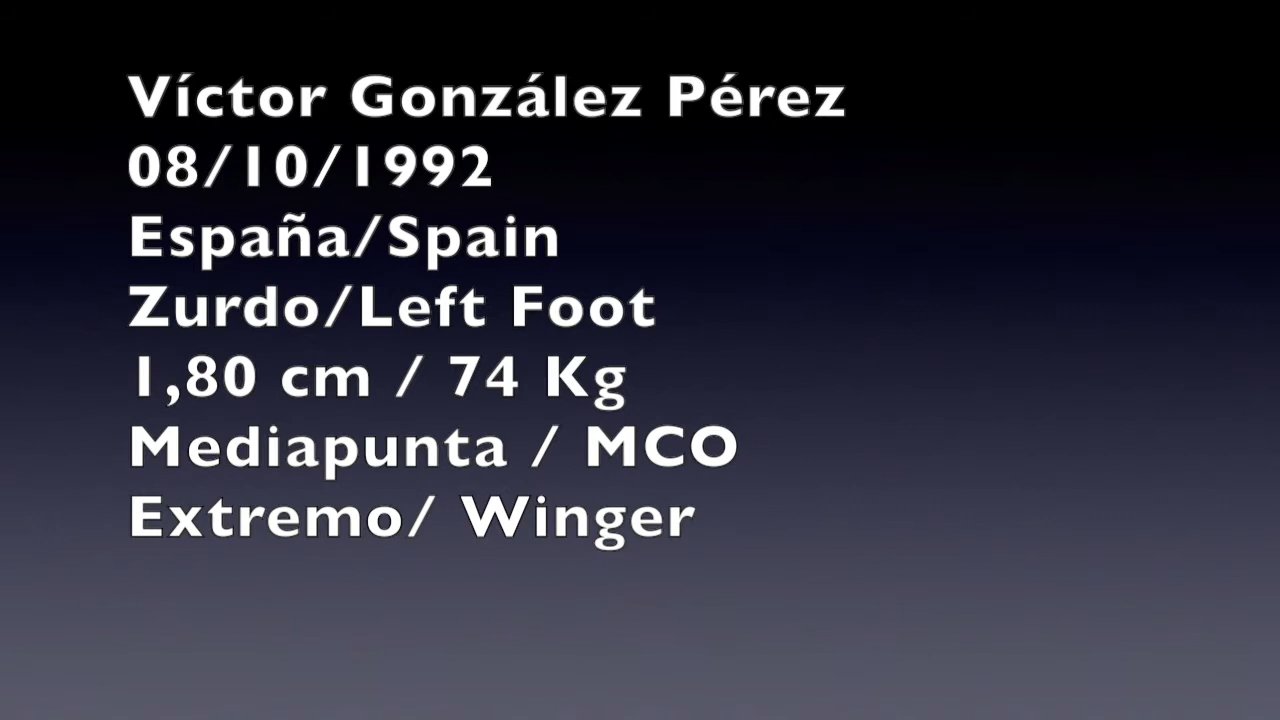 Víctor González Pérez
08/10/1992
España/Spain
Zurdo/Left Foot
1,80 cm / 74 Kg
Mediapunta / MCO
Extremo/ Winger